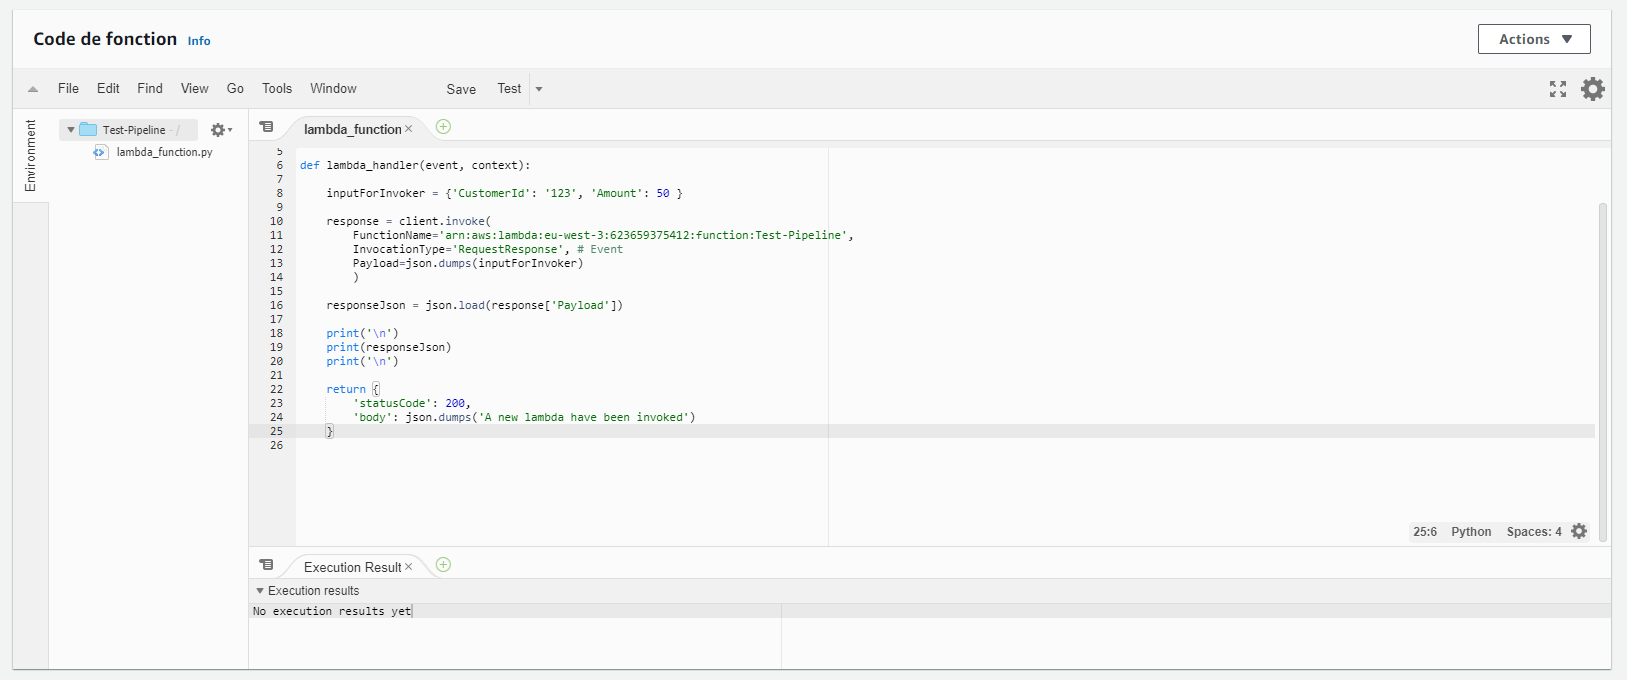 Code de fonction Info
Actions
File Edit Find View Go Tools Window Save Test
Environment
Test-Pipeline - /
lambda_function.py
lambda_function
5
6 def lambda_handler(event, context):
7
8 inputForInvoker = {'CustomerId': '123', 'Amount': 50 }
9
10 response = client.invoke(
11 FunctionName='arn:aws:lambda:eu-west-3:623659375412:function:Test-Pipeline',
12 InvocationType='RequestResponse', # Event
13 Payload=json.dumps(inputForInvoker)
14 )
15
16 responseJson = json.load(response['Payload'])
17
18 print('\n')
19 print(responseJson)
20 print('\n')
21
22 return {
23 'statusCode': 200,
24 'body': json.dumps('A new lambda have been invoked')
25 }
26
25:6 Python Spaces: 4
Execution Result
Execution results
No execution results yet